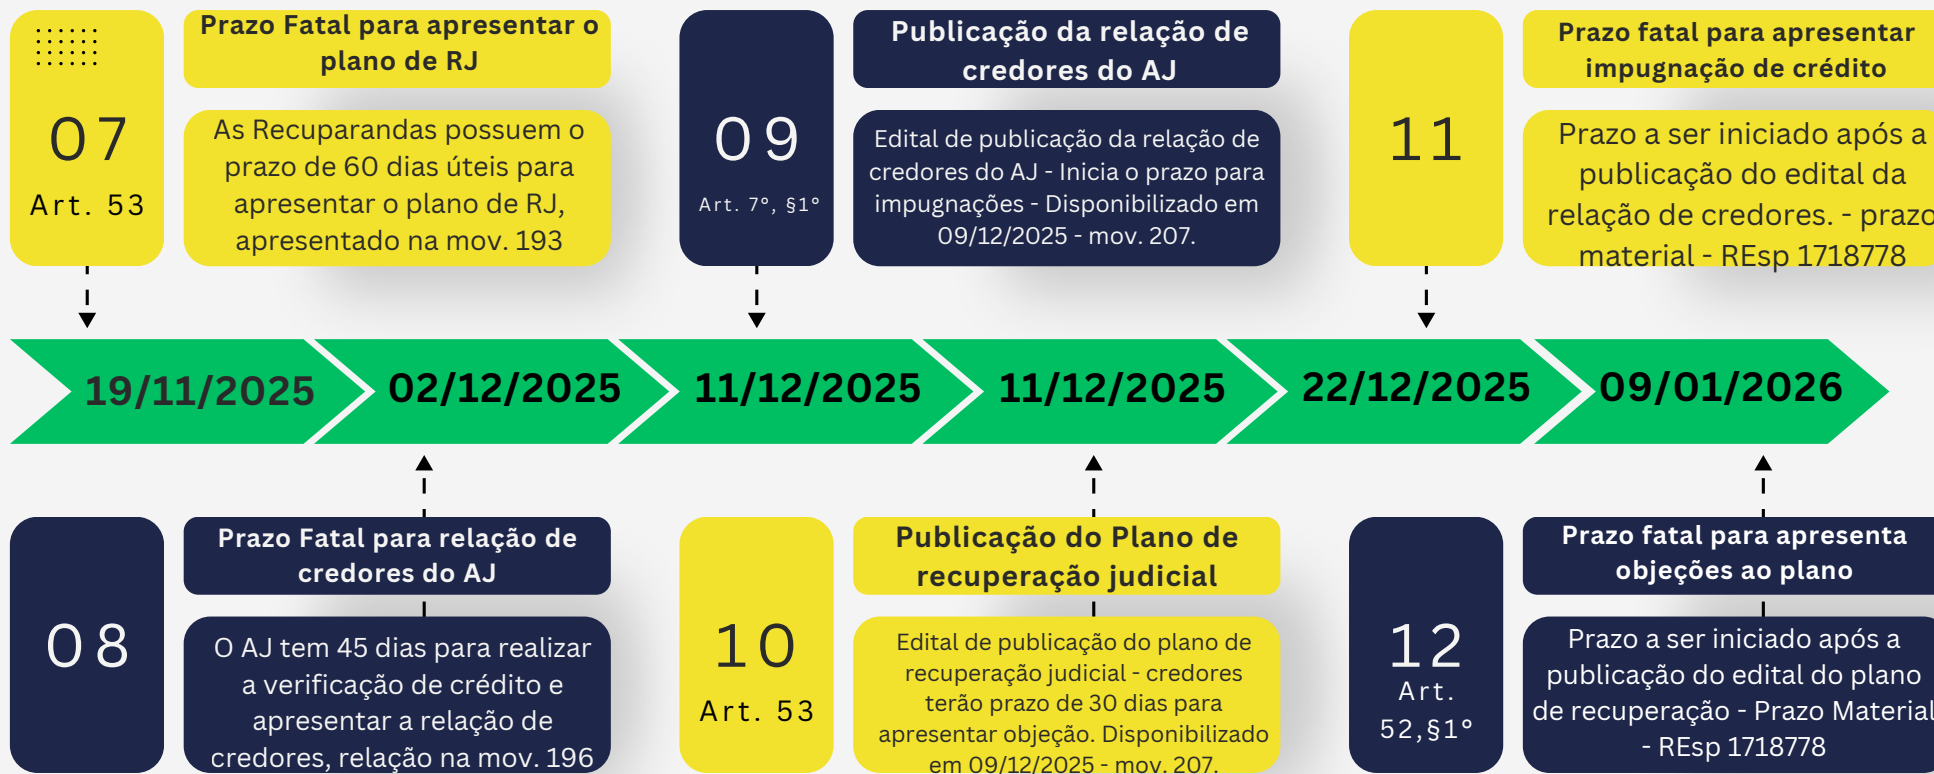 07
Art. 53
Prazo Fatal para apresentar o
plano de RJ
As Recuparandas possuem o
prazo de 60 dias úteis para
apresentar o plano de RJ,
apresentado na mov. 193
09
Art. 7º, §1º
Publicação da relação de
credores do AJ
Edital de publicação da relação de
credores do AJ - Inicia o prazo para
impugnações - Disponibilizado em
09/12/2025 - mov. 207.
11
Prazo fatal para apresentar
impugnação de crédito
Prazo a ser iniciado após a
publicação do edital da
relação de credores. - prazo
material - REsp 1718778
19/11/2025
02/12/2025
11/12/2025
11/12/2025
22/12/2025
09/01/2026
08
Prazo Fatal para relação de
credores do AJ
O AJ tem 45 dias para realizar
a verificação de crédito e
apresentar a relação de
credores, relação na mov. 196
10
Art. 53
Publicação do Plano de
recuperação judicial
Edital de publicação do plano de
recuperação judicial - credores
terão prazo de 30 dias para
apresentar objeção. Disponibilizado
em 09/12/2025 - mov. 207.
12
Art.
52,§1º
Prazo fatal para apresenta
objeções ao plano
Prazo a ser iniciado após a
publicação do edital do plano
de recuperação - Prazo Material
- REsp 1718778